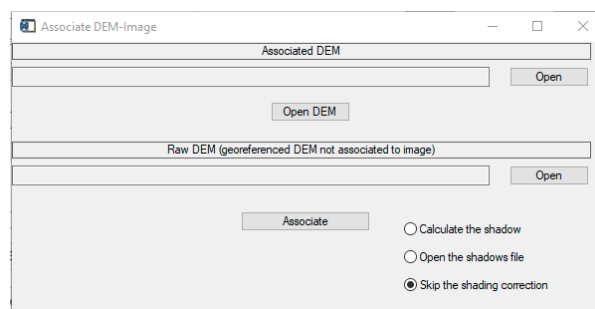 Associate DEM-Image
Associated DEM
Open
Open DEM
Raw DEM (georeferenced DEM not associated to image)
Open
Associate
Calculate the shadow
Open the shadows file
Skip the shading correction